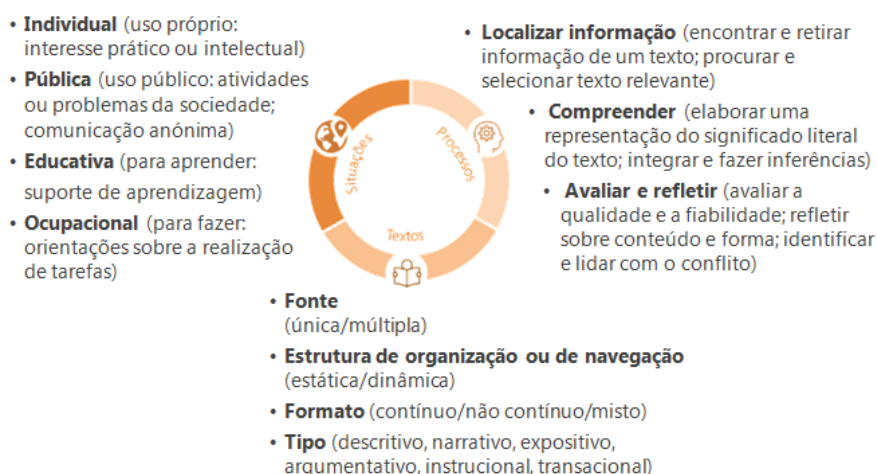 • Individual (uso próprio:
interesse prático ou intelectual)
• Pública (uso público: atividades
ou problemas da sociedade;
comunicação anónima)
• Educativa (para aprender:
suporte de aprendizagem)
• Ocupacional (para fazer:
orientações sobre a realização
de tarefas)
Situações
Processos
Textos
• Localizar informação (encontrar e retirar
informação de um texto; procurar e
selecionar texto relevante)
• Compreender (elaborar uma
representação do significado literal
do texto; integrar e fazer inferências)
• Avaliar e refletir (avaliar a
qualidade e a fiabilidade; refletir
sobre conteúdo e forma; identificar
e lidar com o conflito)
• Fonte
(única/múltipla)
• Estrutura de organização ou de navegação
(estática/dinâmica)
• Formato (contínuo/não contínuo/misto)
• Tipo (descritivo, narrativo, expositivo,
argumentativo, instrucional, transacional)